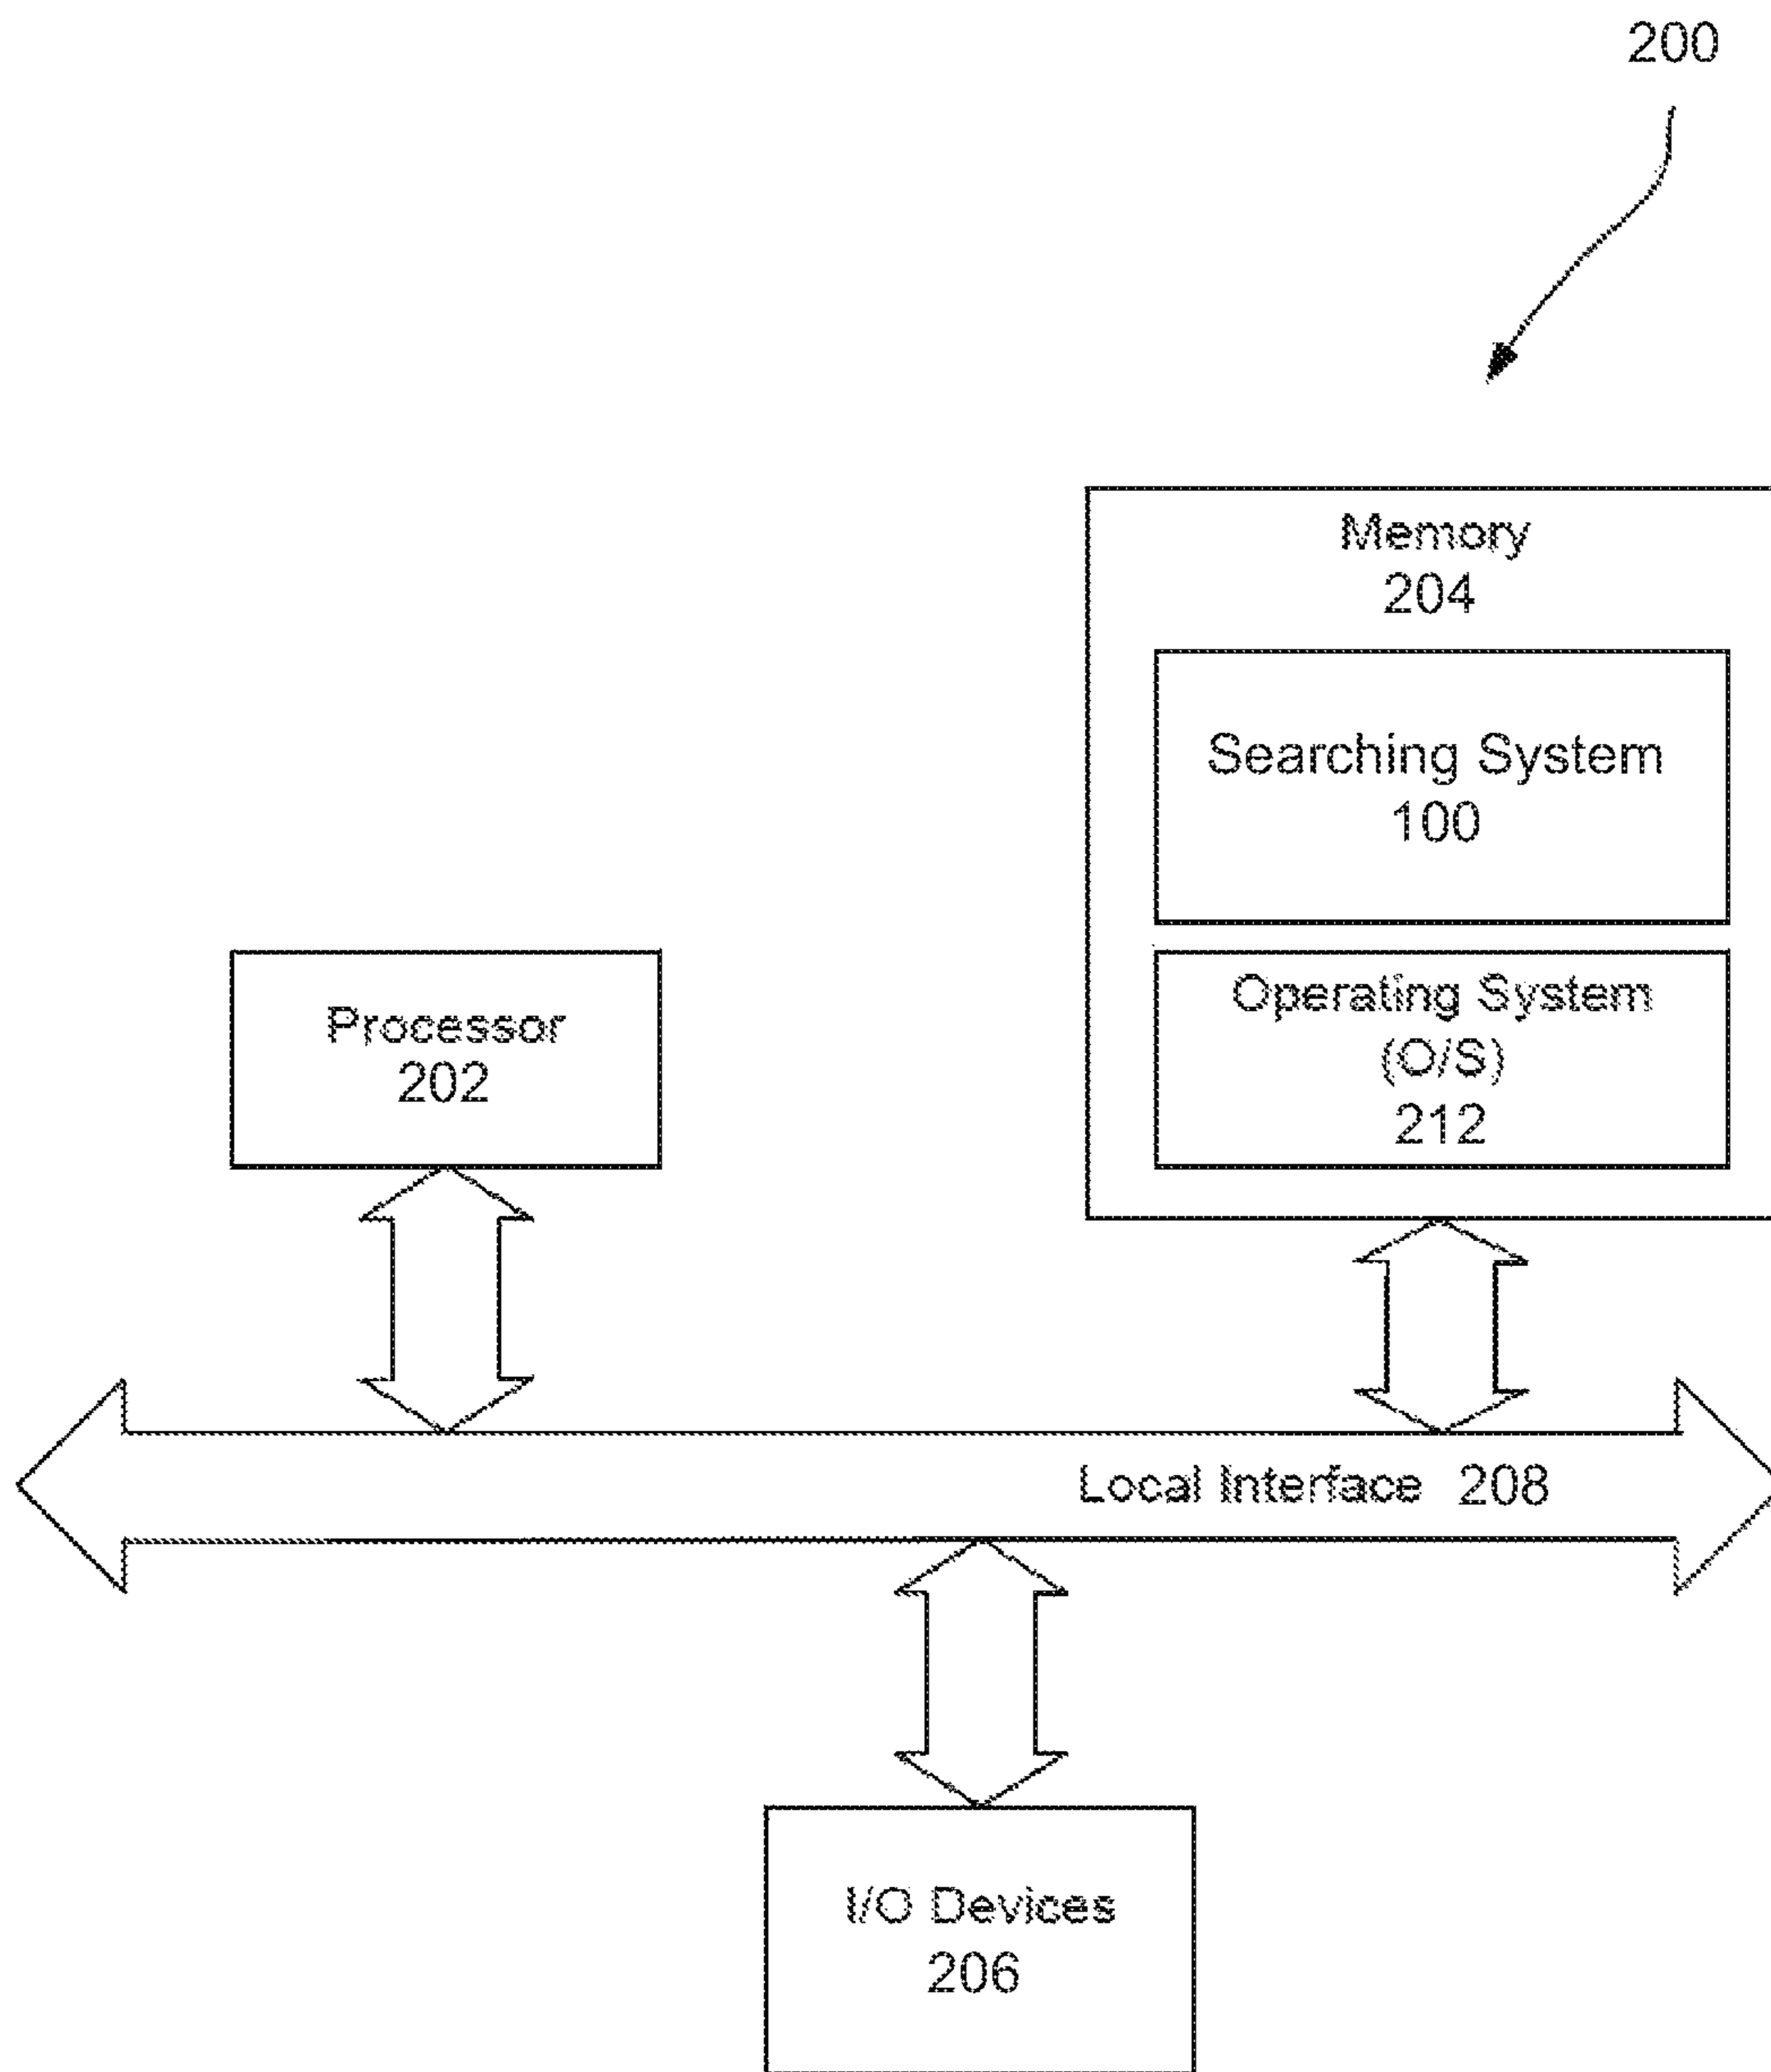 200
Memory
204
Searching System
100
Processor
202
Operating System
(O/S)
212
Local Interface 208
I/O Devices
206